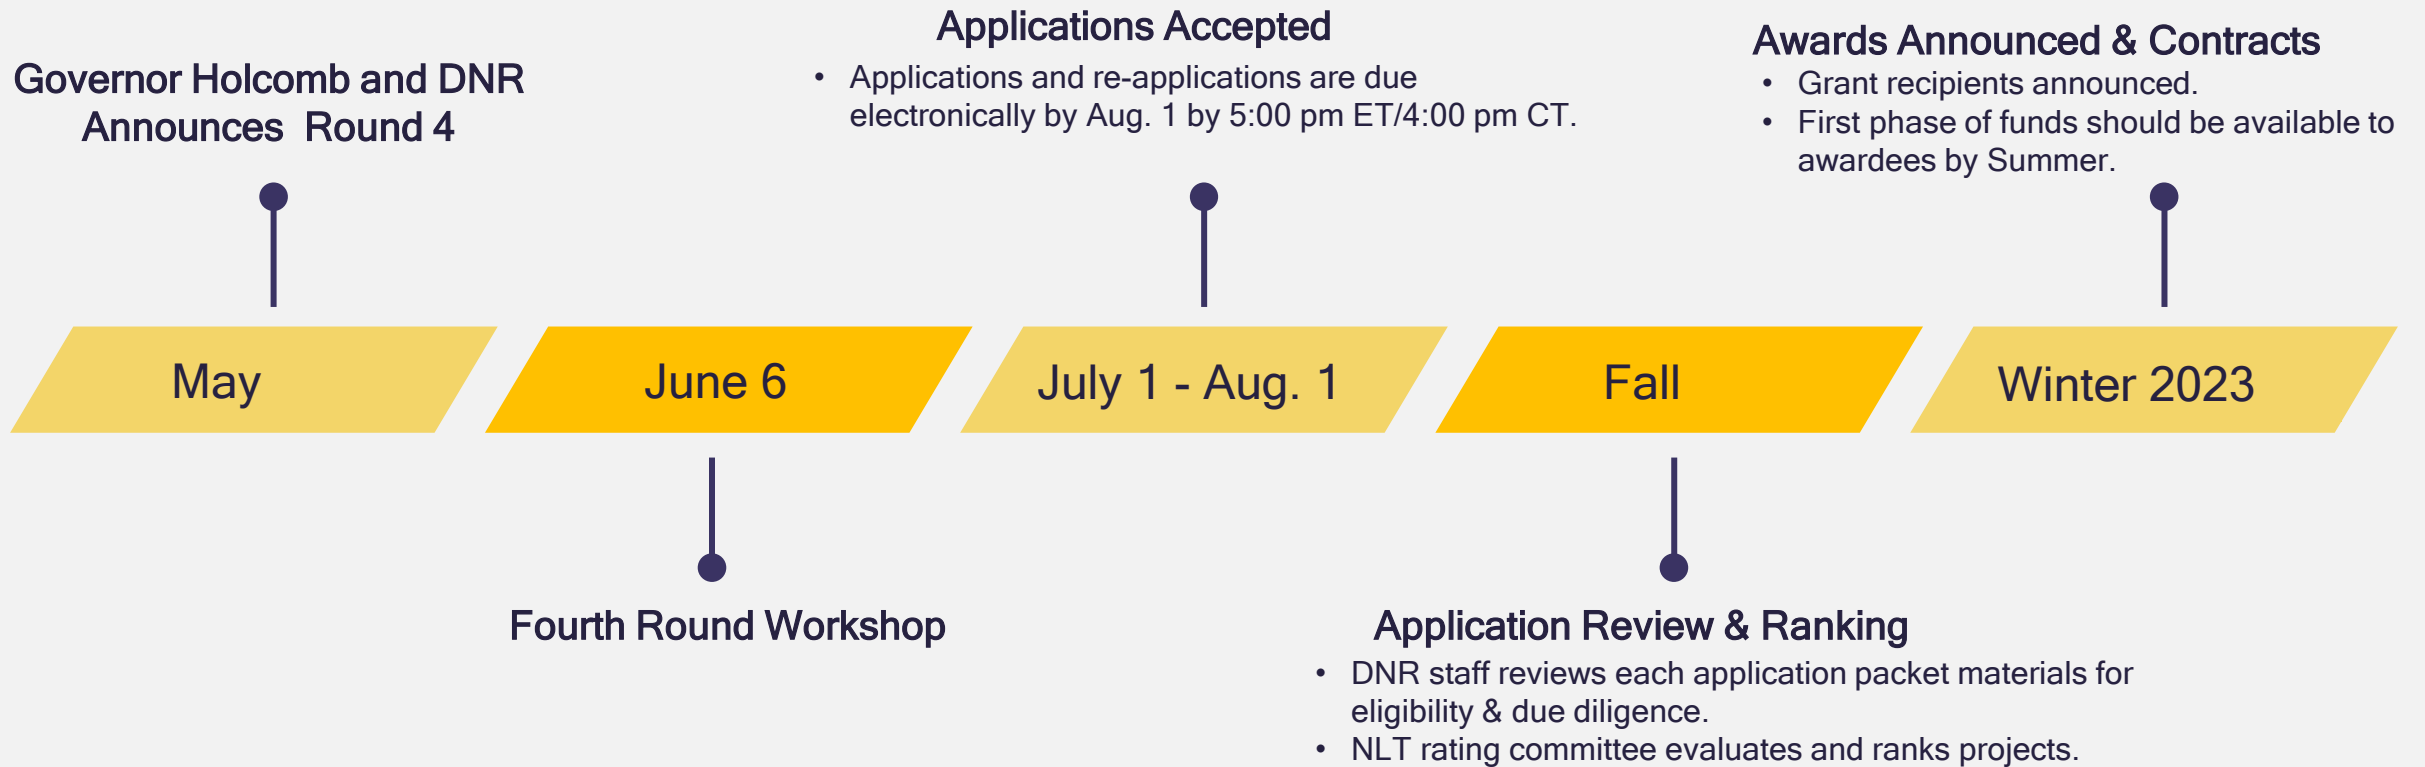 Governor Holcomb and DNR
Announces  Round 4
May
June 6
Fourth Round Workshop
Applications Accepted
• Applications and re-applications are due
electronically by Aug. 1 by 5:00 pm ET/4:00 pm CT.
July 1 - Aug. 1
Fall
Application Review & Ranking
• DNR staff reviews each application packet materials for
eligibility & due diligence.
• NLT rating committee evaluates and ranks projects.
Awards Announced & Contracts
• Grant recipients announced.
• First phase of funds should be available to
awardees by Summer.
Winter 2023